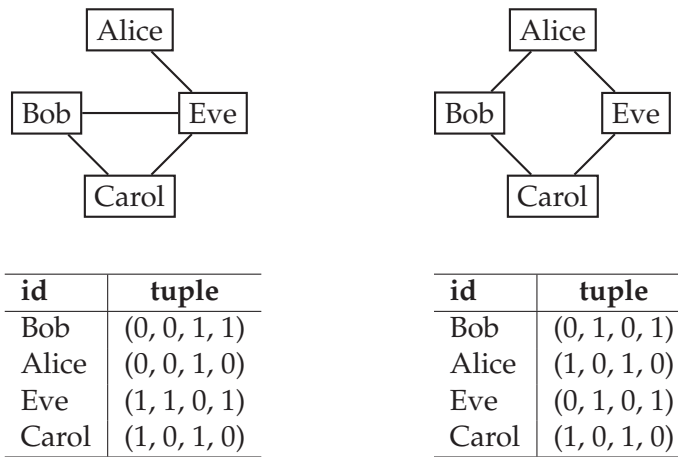 Alice
Bob
Eve
Carol
Alice
Bob
Eve
Carol
id tuple
Bob (0, 0, 1, 1)
Alice (0, 0, 1, 0)
Eve (1, 1, 0, 1)
Carol (1, 0, 1, 0)
id tuple
Bob (0, 1, 0, 1)
Alice (1, 0, 1, 0)
Eve (0, 1, 0, 1)
Carol (1, 0, 1, 0)